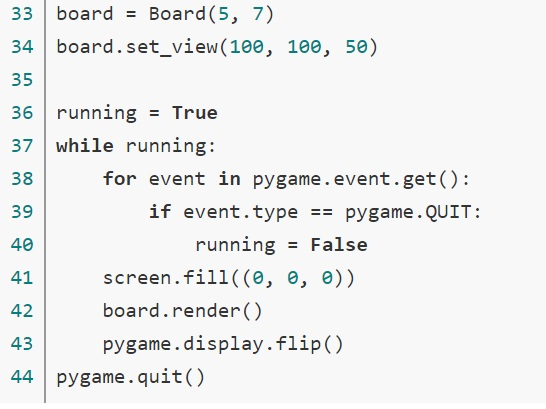 33 board = Board(5, 7)
34 board.set_view(100, 100, 50)
35
36 running = True
37 while running:
38     for event in pygame.event.get():
39         if event.type == pygame.QUIT:
40             running = False
41     screen.fill((0, 0, 0))
42     board.render()
43     pygame.display.flip()
44 pygame.quit()